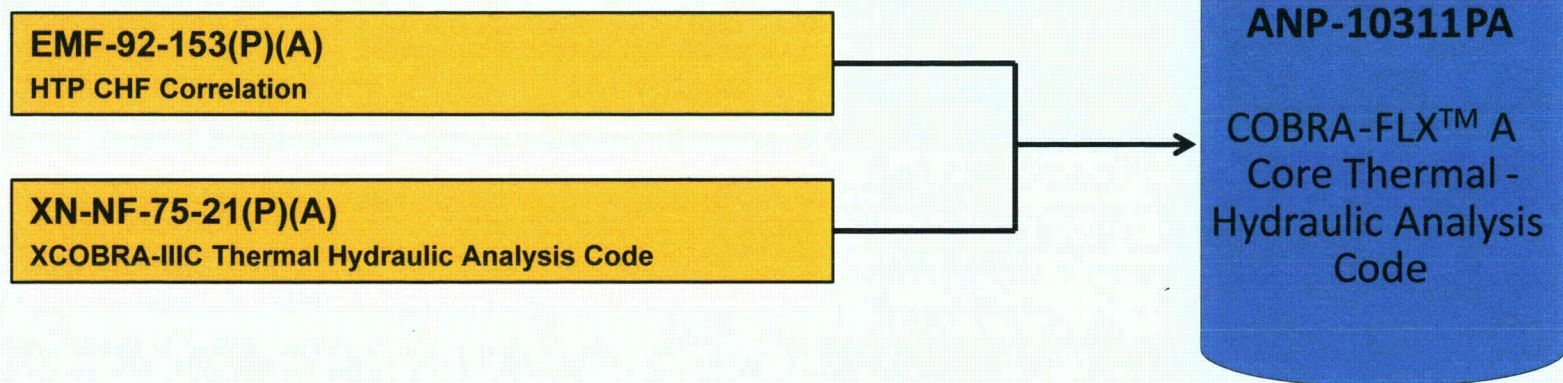 EMF-92-153(P)(A)
HTP CHF Correlation
XN-NF-75-21(P)(A)
XCOBRA-IIIC Thermal Hydraulic Analysis Code
ANP-10311PA
COBRA-FLX™ A
Core Thermal -
Hydraulic Analysis
Code